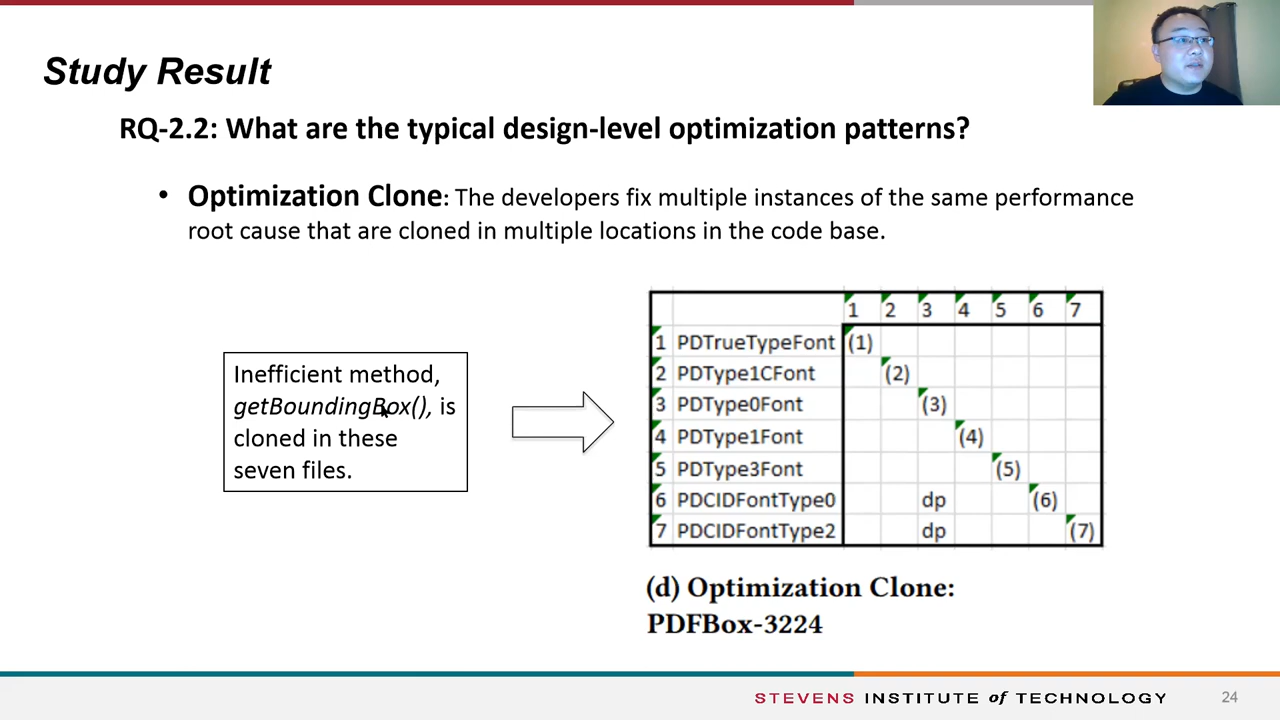 Study Result
RQ-2.2: What are the typical design-level optimization patterns?
• Optimization Clone: The developers fix multiple instances of the same performance
root cause that are cloned in multiple locations in the code base.
Inefficient method,
getBoundingBox(), is
cloned in these
seven files.
1 2 3 4 5 6 7
1 PDTrueTypeFont (1)
2 PDType1CFont (2)
3 PDType0Font (3)
4 PDType1Font (4)
5 PDType3Font (5)
6 PDCIDFontType0 dp (6)
7 PDCIDFontType2 dp (7)
(d) Optimization Clone:
PDFBox-3224
STEVENS INSTITUTE of TECHNOLOGY
24